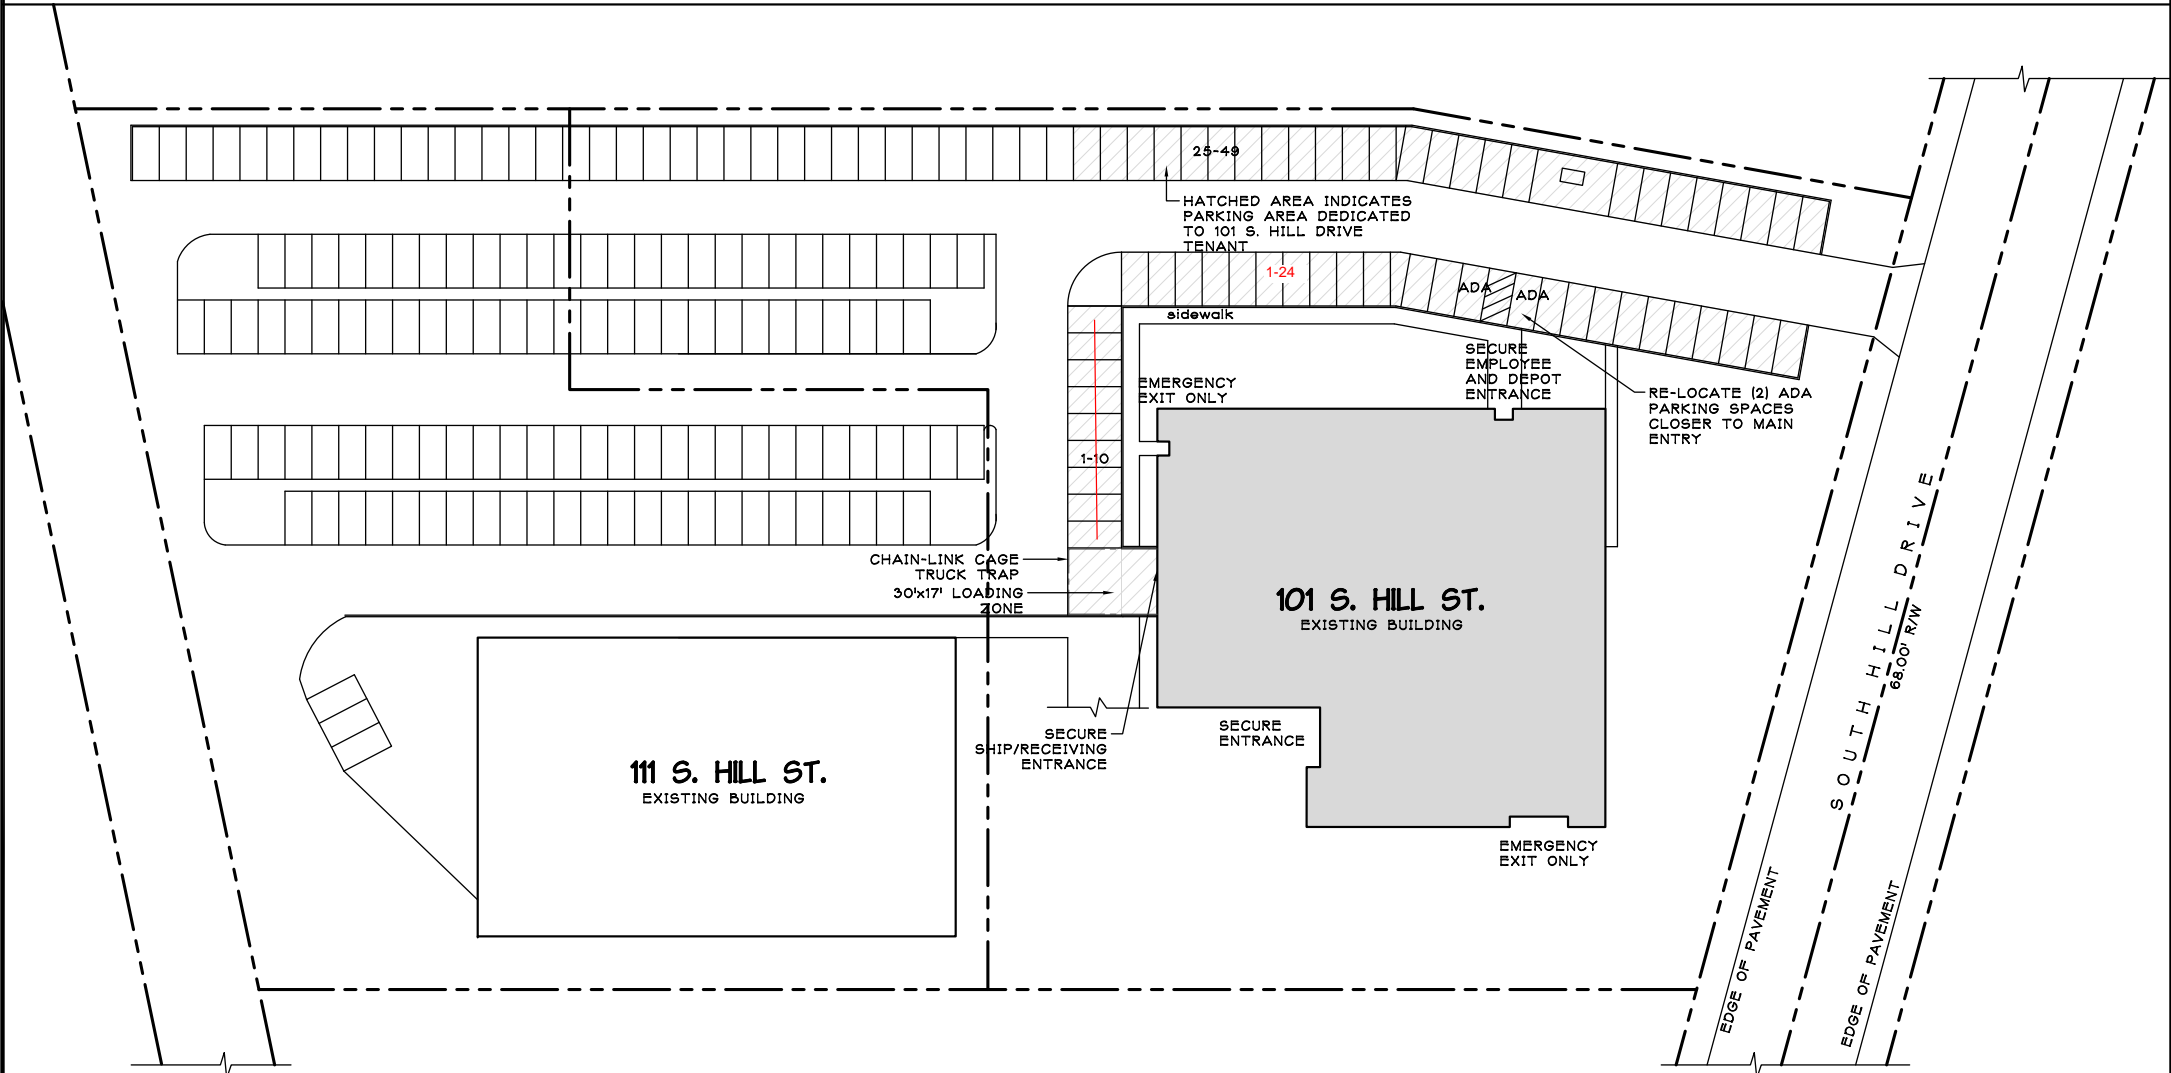 25-49
HATCHED AREA INDICATES
PARKING AREA DEDICATED
TO 101 S. HILL DRIVE
TENANT
1-24
ADA
ADA
sidewalk
SECURE
EMPLOYEE
AND DEPOT
ENTRANCE
EMERGENCY
EXIT ONLY
RE-LOCATE (2) ADA
PARKING SPACES
CLOSER TO MAIN
ENTRY
1-10
CHAIN-LINK CAGE
TRUCK TRAP
30'x17' LOADING
ZONE
101 S. HILL ST.
EXISTING BUILDING
SOUTH HILL DRIVE
68.00' R/W
SECURE
SHIP/RECEIVING
ENTRANCE
SECURE
ENTRANCE
111 S. HILL ST.
EXISTING BUILDING
EMERGENCY
EXIT ONLY
EDGE OF PAVEMENT
EDGE OF PAVEMENT